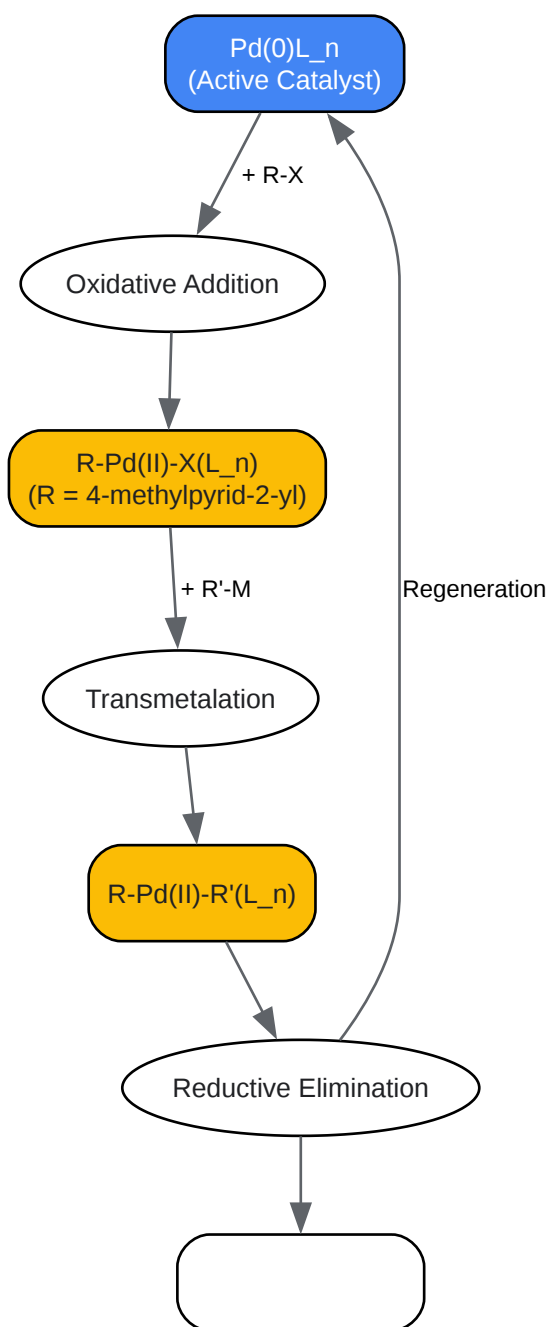 Pd(0)L_n
(Active Catalyst)
+ R-X
Oxidative Addition
R-Pd(II)-X(L_n)
(R = 4-methylpyrid-2-yl)
+ R'-M
Regeneration
Transmetalation
R-Pd(II)-R'(L_n)
Reductive Elimination